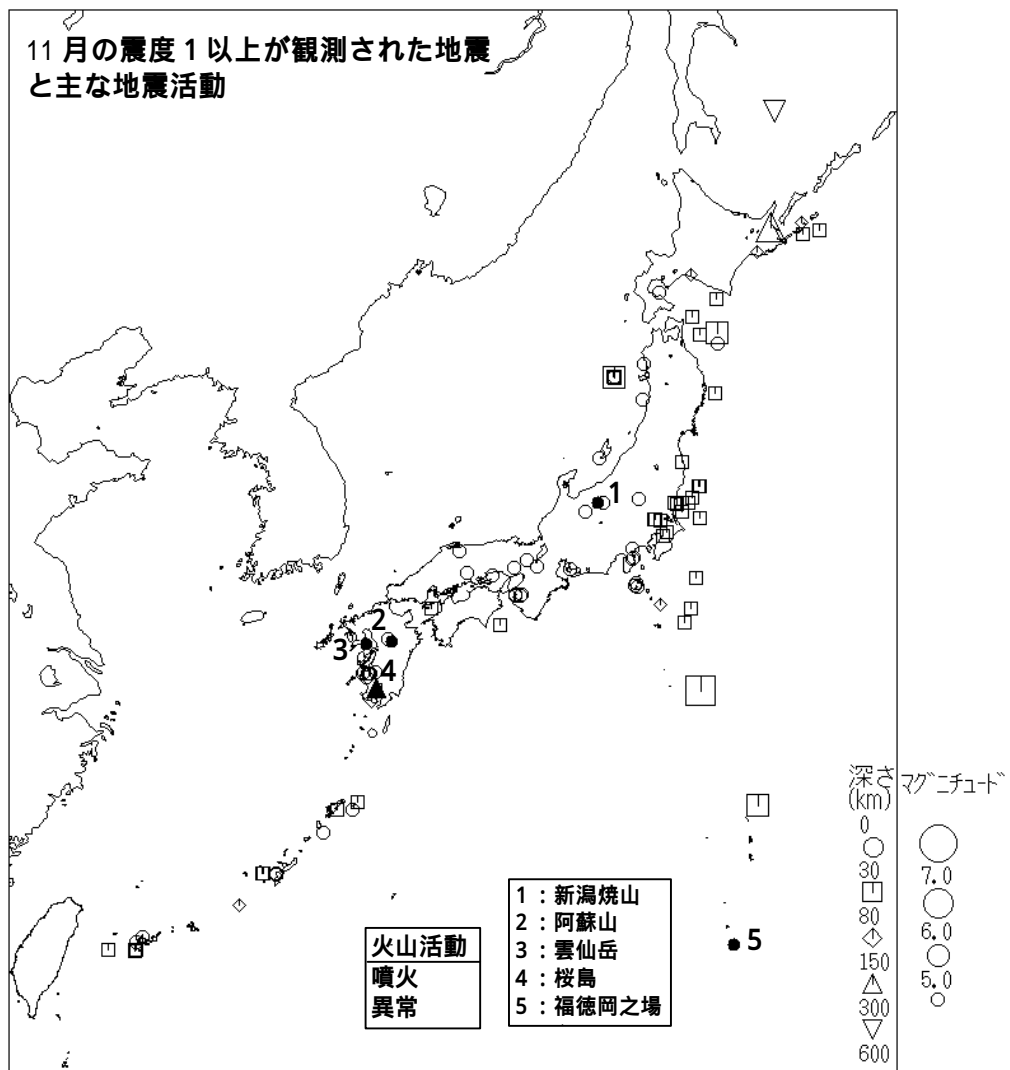 11 月の震度１以上が観測された地震
と主な地震活動
1
2
3
4
5
火山活動
噴火
異常
1 ：新潟焼山
2 ：阿蘇山
3 ：雲仙岳
4 ：桜島
5 ：福徳岡之場
深さ
(km)
0
30
80
150
300
600
マグニチュード
7.0
6.0
5.0